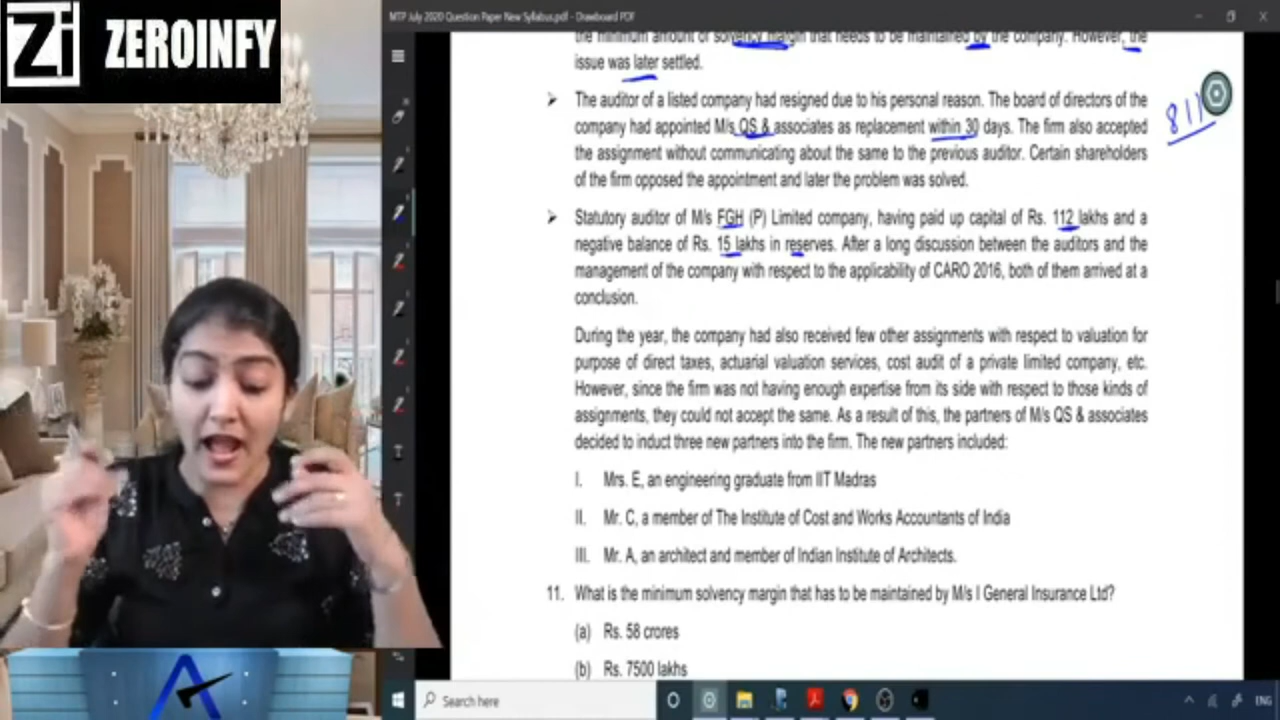 Zi ZEROINFY
MTP July 2020 Question Paper New Syllabus.pdf - Drawboard PDF
the minimum amount of solvency margin that needs to be maintained by the company. However, the
issue was later settled.
The auditor of a listed company had resigned due to his personal reason. The board of directors of the
company had appointed M/s QS & associates as replacement within 30 days. The firm also accepted
the assignment without communicating about the same to the previous auditor. Certain shareholders
of the firm opposed the appointment and later the problem was solved.
811
Statutory auditor of M/s FGH (P) Limited company, having paid up capital of Rs. 112 lakhs and a
negative balance of Rs. 15 lakhs in reserves. After a long discussion between the auditors and the
management of the company with respect to the applicability of CARO 2016, both of them arrived at a
conclusion.
During the year, the company had also received few other assignments with respect to valuation for
purpose of direct taxes, actuarial valuation services, cost audit of a private limited company, etc.
However, since the firm was not having enough expertise from its side with respect to those kinds of
assignments, they could not accept the same. As a result of this, the partners of M/s QS & associates
decided to induct three new partners into the firm. The new partners included:
I. Mrs. E, an engineering graduate from IIT Madras
II. Mr. C, a member of The Institute of Cost and Works Accountants of India
III. Mr. A, an architect and member of Indian Institute of Architects.
11. What is the minimum solvency margin that has to be maintained by M/s I General Insurance Ltd?
(a) Rs. 58 crores
(b) Rs. 7500 lakhs
Search here
ENG